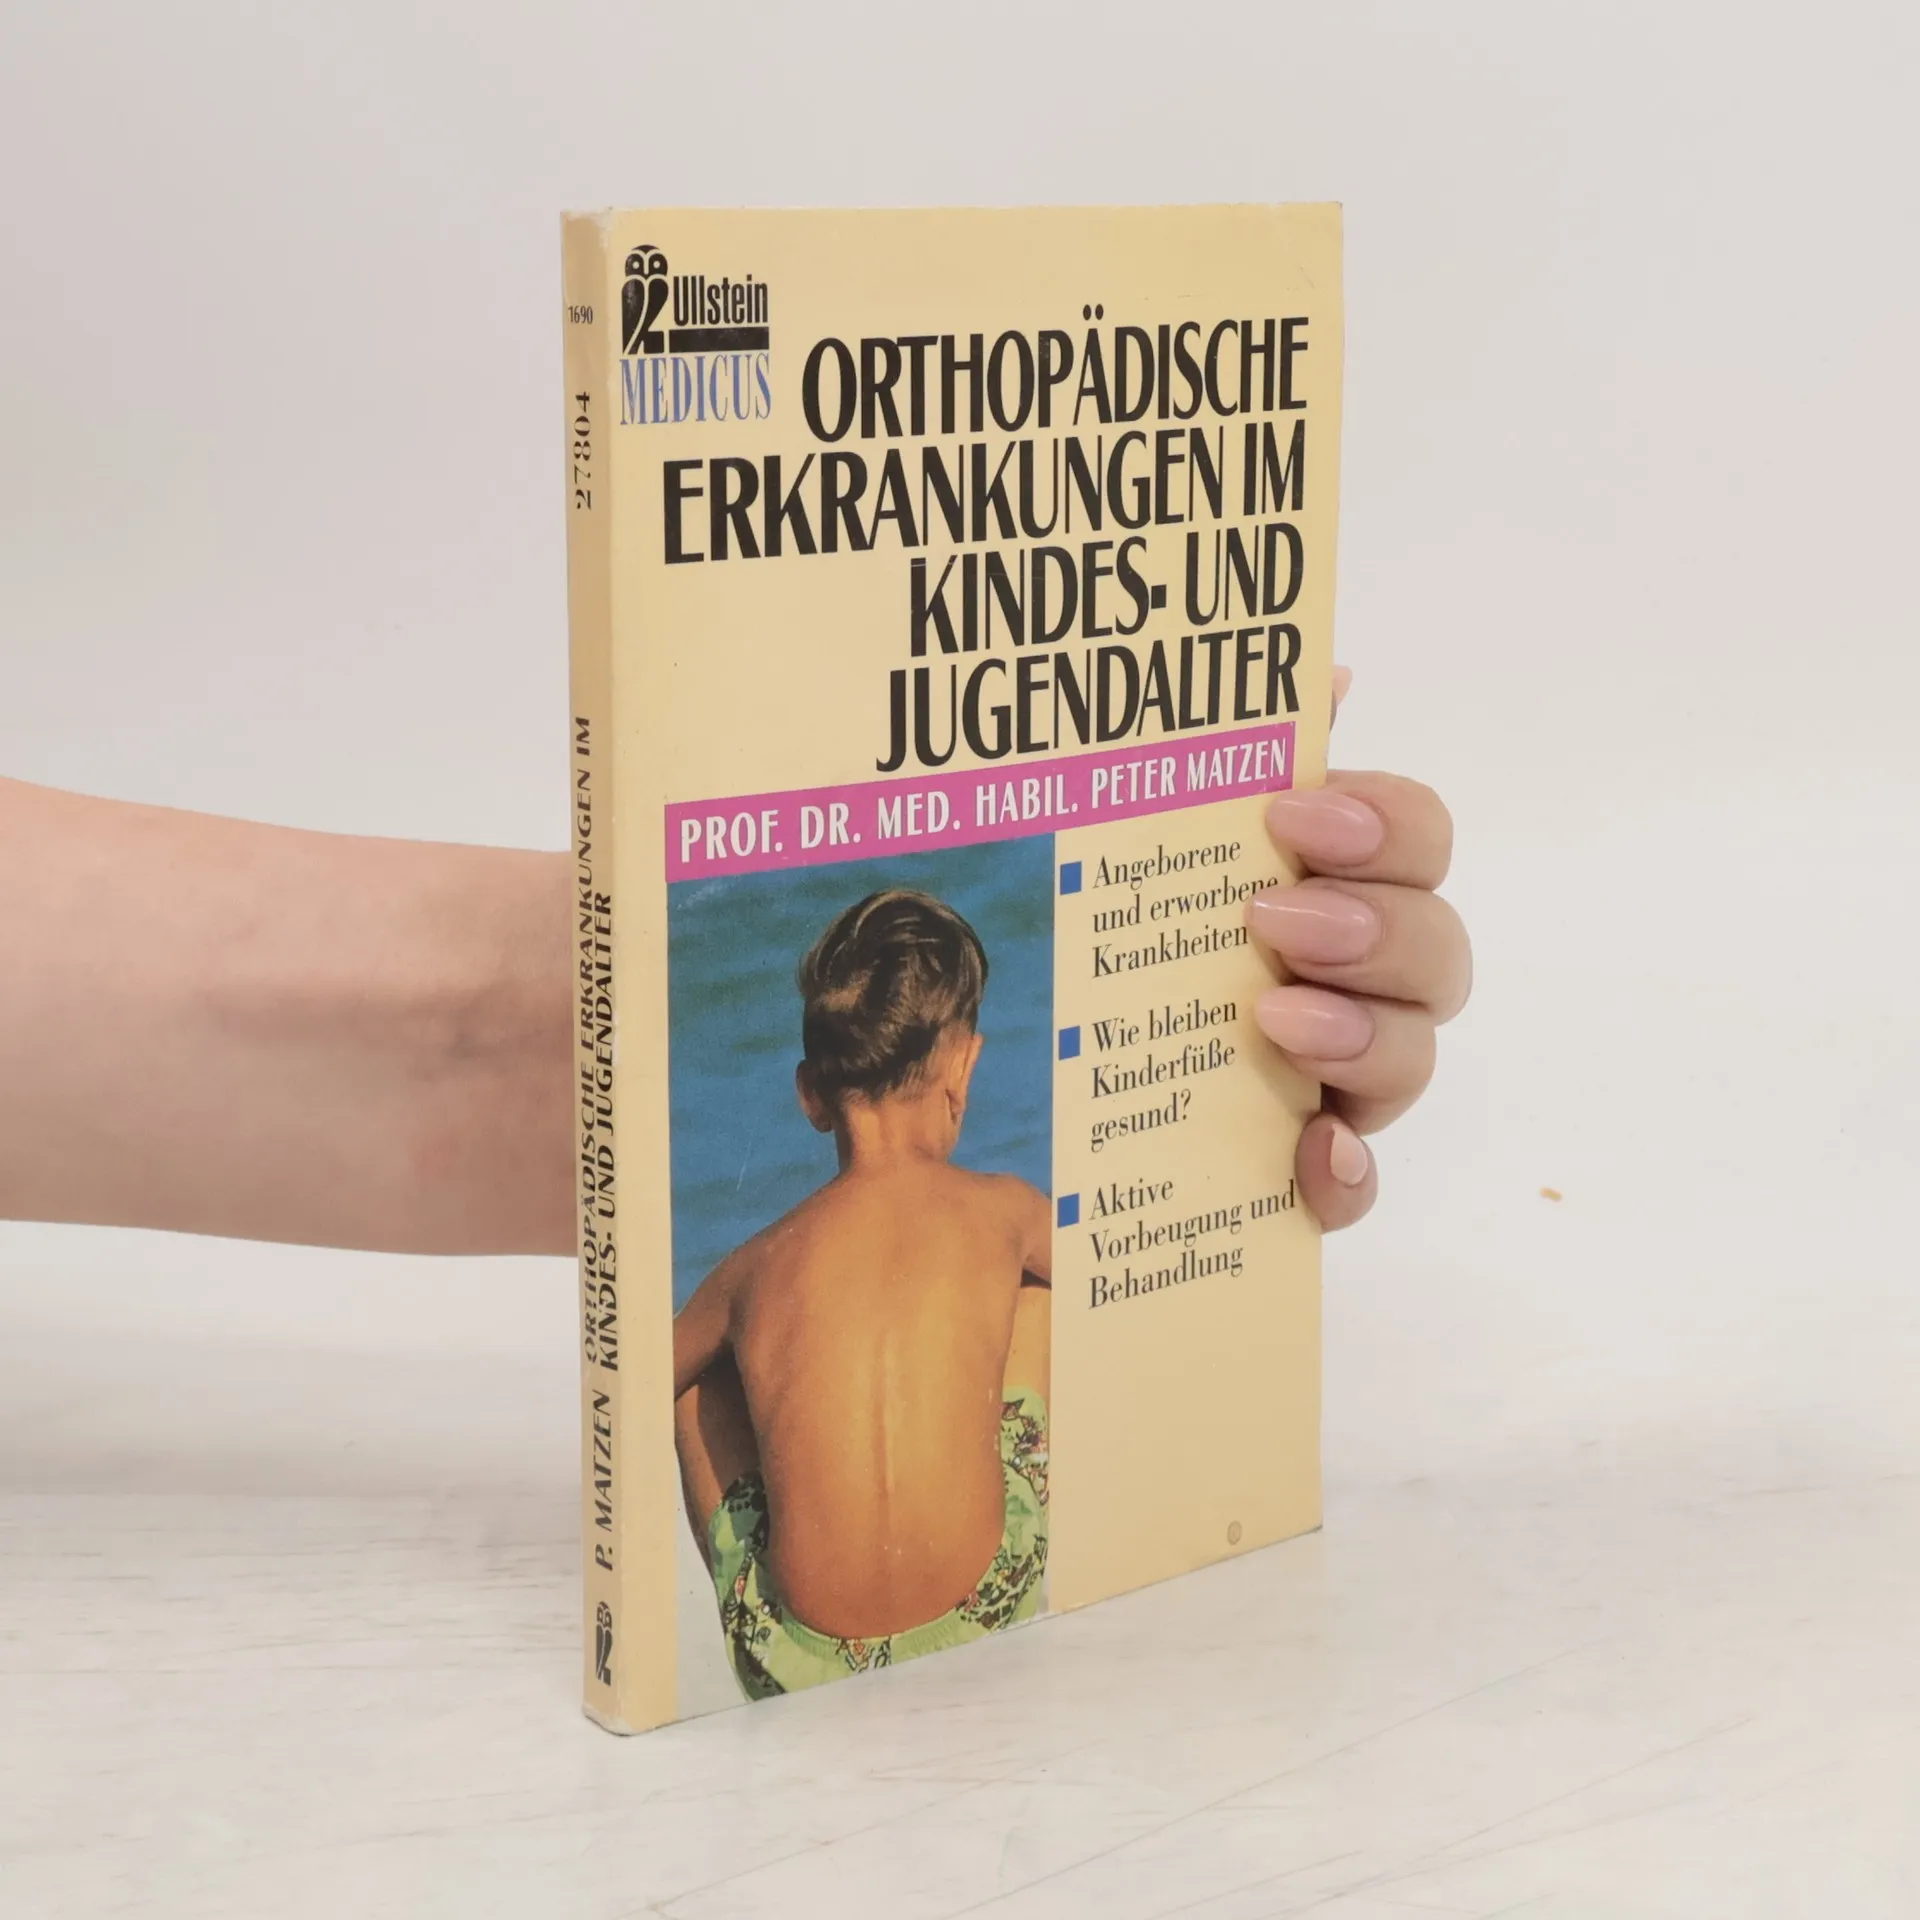 1690
27804
P. MATZEN
ORTHOPÄDISCHE ERKRANKUNGEN IM
KINDES- UND JUGENDALTER
Ullstein
MEDICUS
ORTHOPÄDISCHE
ERKRANKUNGEN IM
KINDES- UND
JUGENDALTER
PROF. DR. MED. HABIL. PETER MATZEN
Angeborene
und erworbene
Krankheiten
Wie bleiben
Kinderfüße
gesund?
Aktive
Vorbeugung und
Behandlung